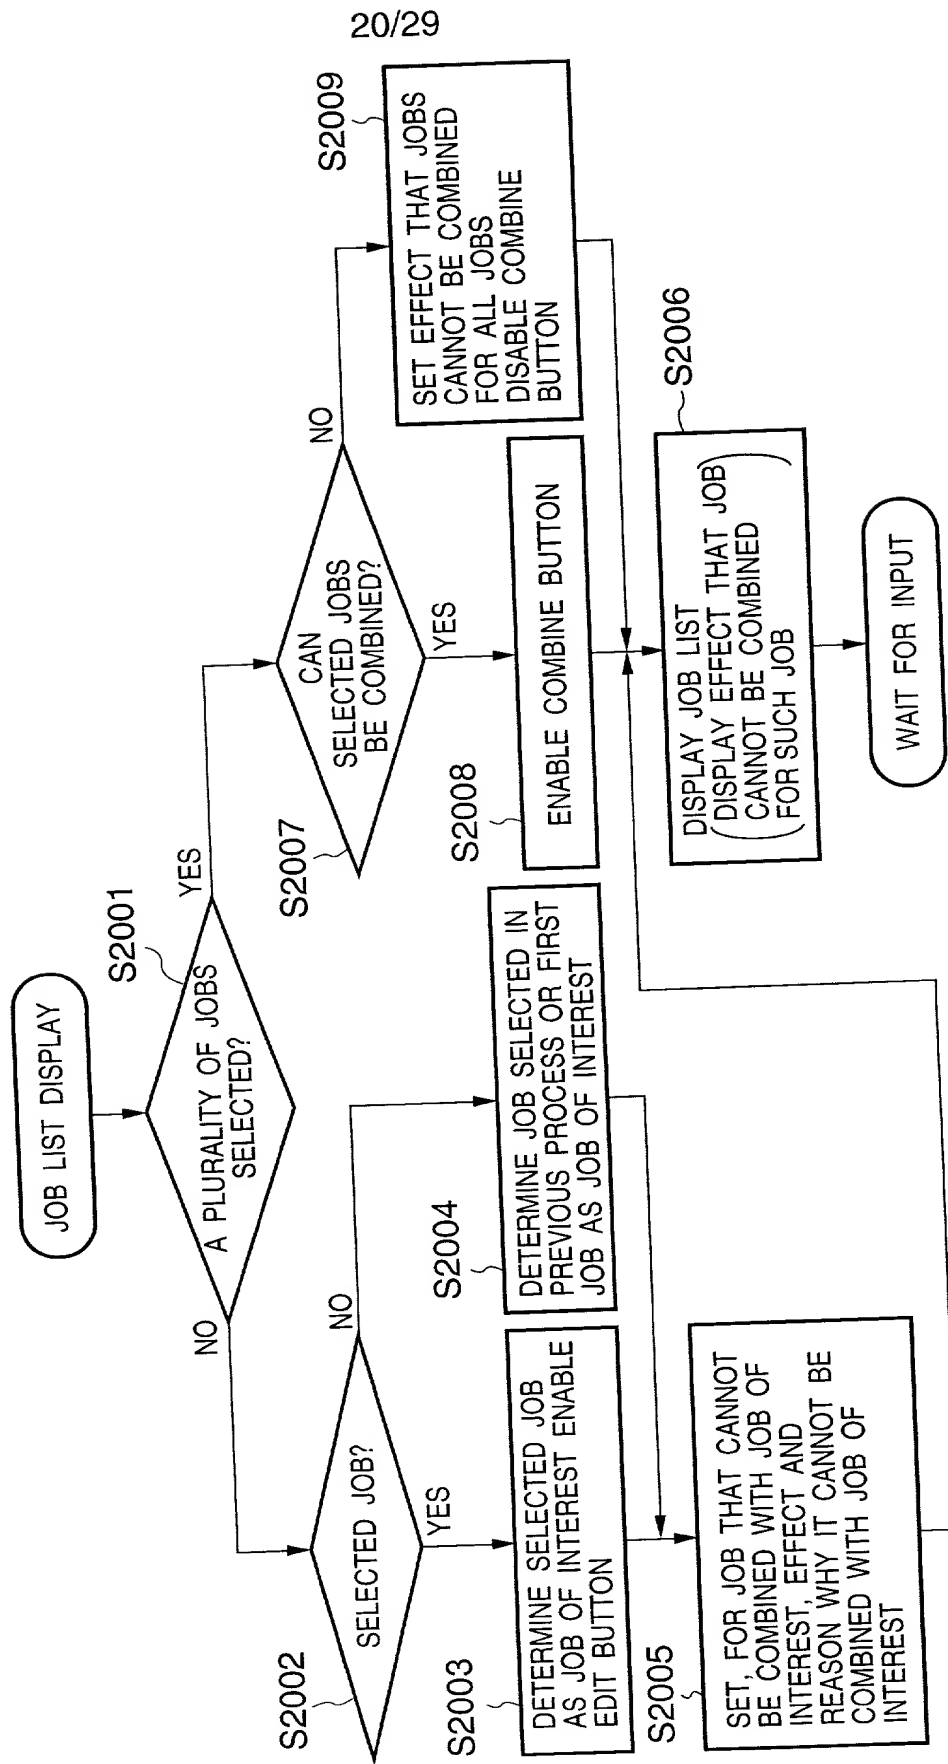 20/29
JOB LIST DISPLAY
S2001
A PLURALITY OF JOBS
SELECTED?
NO
YES
S2002
SELECTED JOB?
NO
YES
S2003
DETERMINE SELECTED JOB
AS JOB OF INTEREST ENABLE
EDIT BUTTON
S2004
DETERMINE JOB SELECTED IN
PREVIOUS PROCESS OR FIRST
JOB AS JOB OF INTEREST
S2005
SET, FOR JOB THAT CANNOT
BE COMBINED WITH JOB OF
INTEREST, EFFECT AND
REASON WHY IT CANNOT BE
COMBINED WITH JOB OF
INTEREST
S2007
CAN
SELECTED JOBS
BE COMBINED?
NO
YES
S2008
ENABLE COMBINE BUTTON
S2009
SET EFFECT THAT JOBS
CANNOT BE COMBINED
FOR ALL JOBS
DISABLE COMBINE
BUTTON
S2006
DISPLAY JOB LIST
(DISPLAY EFFECT THAT JOB
CANNOT BE COMBINED
FOR SUCH JOB)
WAIT FOR INPUT